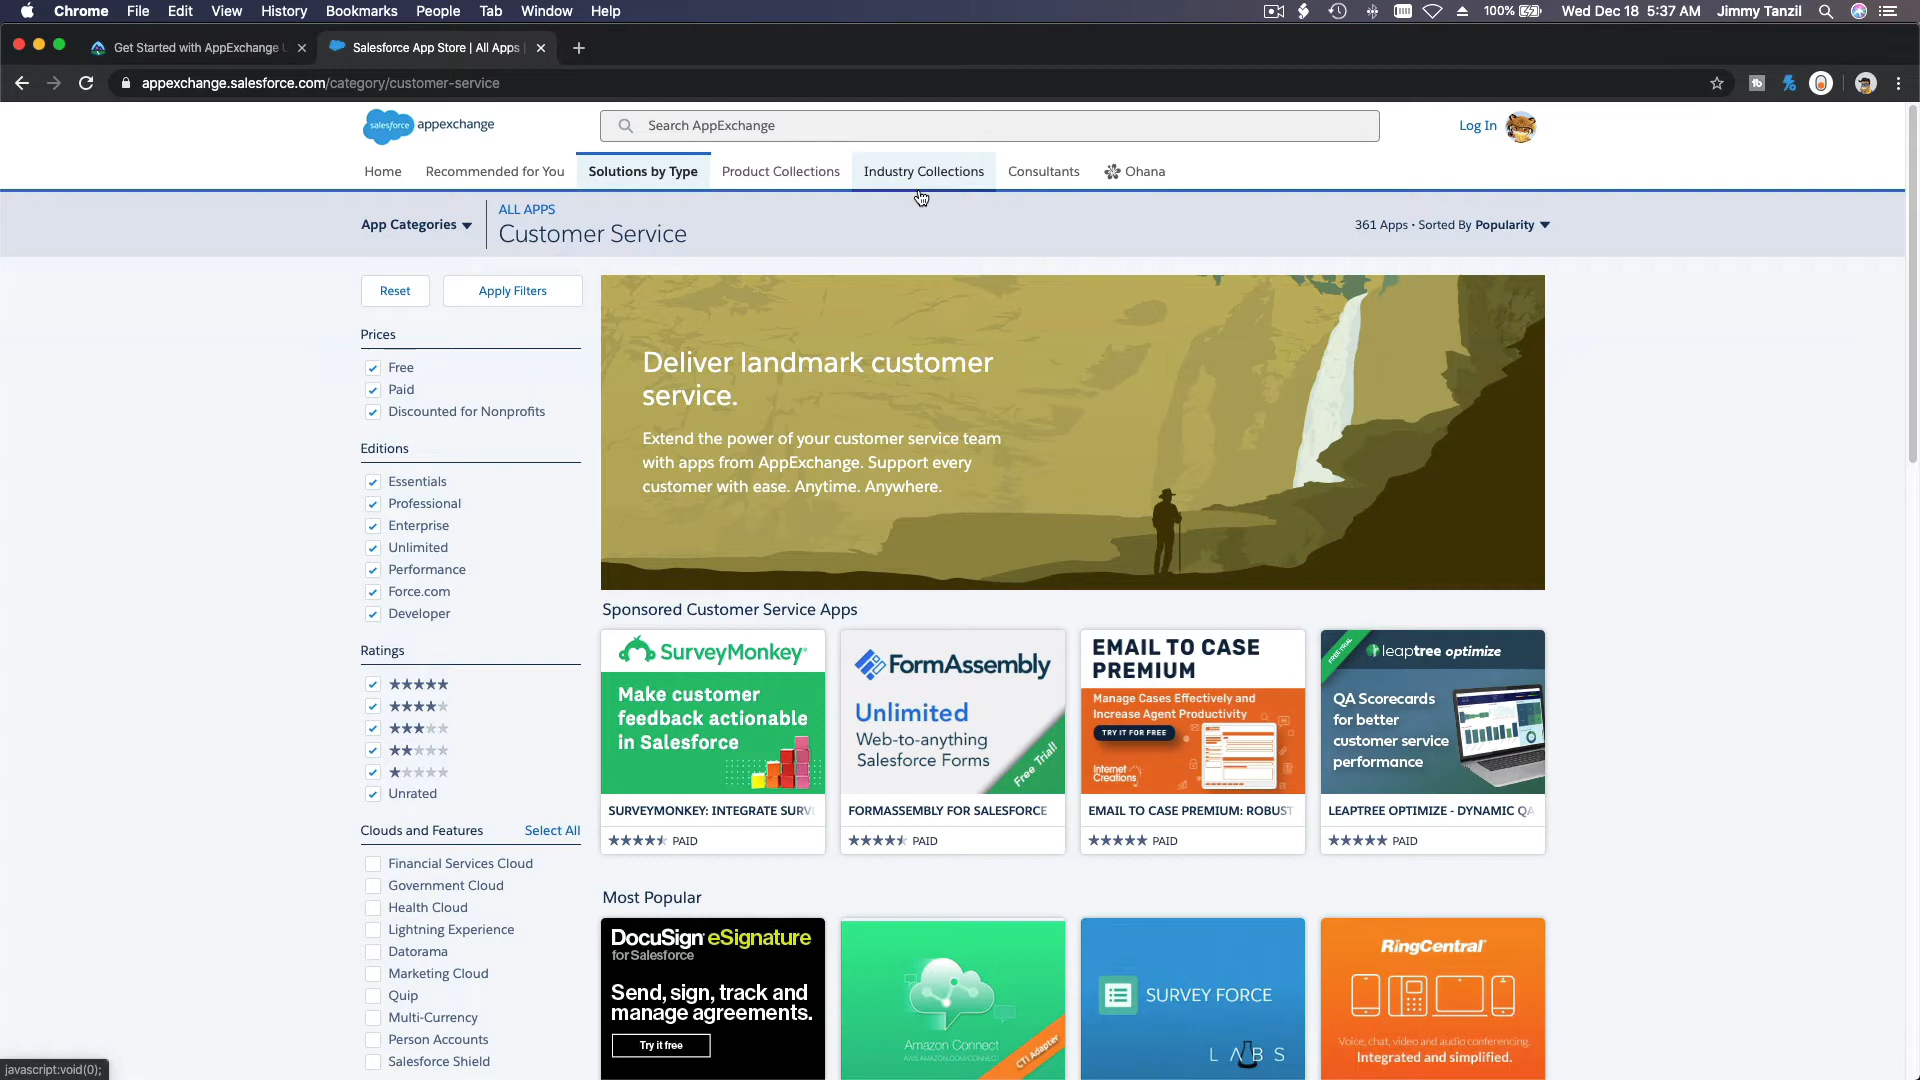 Chrome File Edit View History Bookmarks People Tab Window Help
100% Wed Dec 18 5:37 AM Jimmy Tanzil
Get Started with AppExchange
Salesforce App Store | All Apps
appexchange.salesforce.com/category/customer-service
salesforce appexchange
Search AppExchange
Log In
Home Recommended for You Solutions by Type Product Collections Industry Collections Consultants Ohana
App Categories
ALL APPS
Customer Service
361 Apps • Sorted By Popularity
Reset Apply Filters
Prices
Free
Paid
Discounted for Nonprofits
Editions
Essentials
Professional
Enterprise
Unlimited
Performance
Force.com
Developer
Ratings
Unrated
Clouds and Features Select All
Financial Services Cloud
Government Cloud
Health Cloud
Lightning Experience
Datorama
Marketing Cloud
Quip
Multi-Currency
Person Accounts
Salesforce Shield
javascript:void(0);
Deliver landmark customer
service.
Extend the power of your customer service team
with apps from AppExchange. Support every
customer with ease. Anytime. Anywhere.
Sponsored Customer Service Apps
SurveyMonkey
Make customer
feedback actionable
in Salesforce
SURVEYMONKEY: INTEGRATE SURV
PAID
FormAssembly
Unlimited
Web-to-anything
Salesforce Forms
Free Trial!
FORMASSEMBLY FOR SALESFORCE
PAID
EMAIL TO CASE
PREMIUM
Manage Cases Effectively and
Increase Agent Productivity
TRY IT FOR FREE
Internet
Creations
EMAIL TO CASE PREMIUM: ROBUST
PAID
FREE TRIAL
leaptree optimize
QA Scorecards
for better
customer service
performance
LEAPTREE OPTIMIZE - DYNAMIC QA
PAID
Most Popular
DocuSign eSignature
for Salesforce
Send, sign, track and
manage agreements.
Try it free
Amazon Connect
AWS.AMAZON.COM/CONNECT
CTI Adapter
SURVEY FORCE
LABS
RingCentral
Voice, chat, video and audio conferencing.
Integrated and simplified.